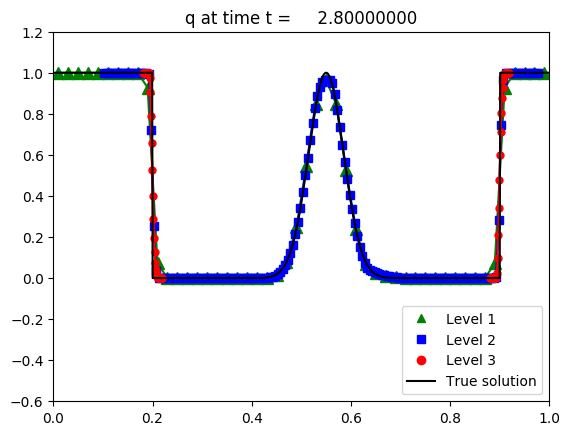 q at time t =     2.80000000
1.2
1.0
0.8
0.6
0.4
0.2
0.0
−0.2
−0.4
−0.6
0.0 0.2 0.4 0.6 0.8 1.0
Level 1
Level 2
Level 3
True solution